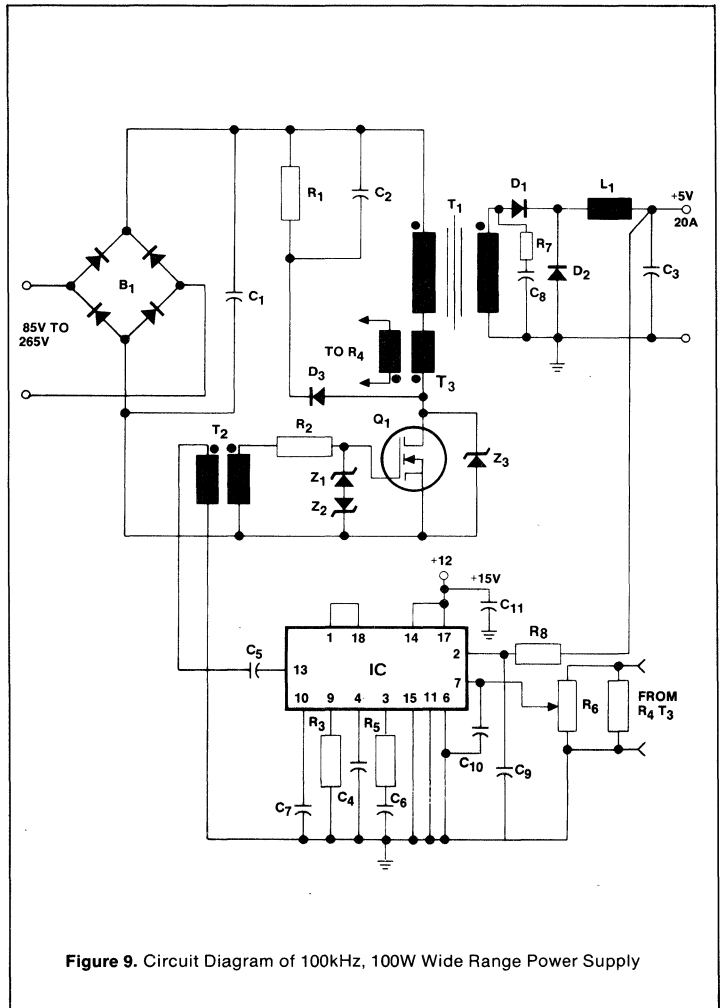 R1
C2
T1
D1
L1
+5V
20A
R7
C8
D2
C3
B1
C1
85V TO
265V
TO R4
T3
D3
Q1
T2
R2
Z1
Z2
Z3
+12
+15V
C11
1 18 14 17
R8
2
C5
13
IC
7
R6
FROM
R4 T3
10 9 4 3 15 11 6
R3
R5
C10
C9
C7
C4
C6
Figure 9. Circuit Diagram of 100kHz, 100W Wide Range Power Supply